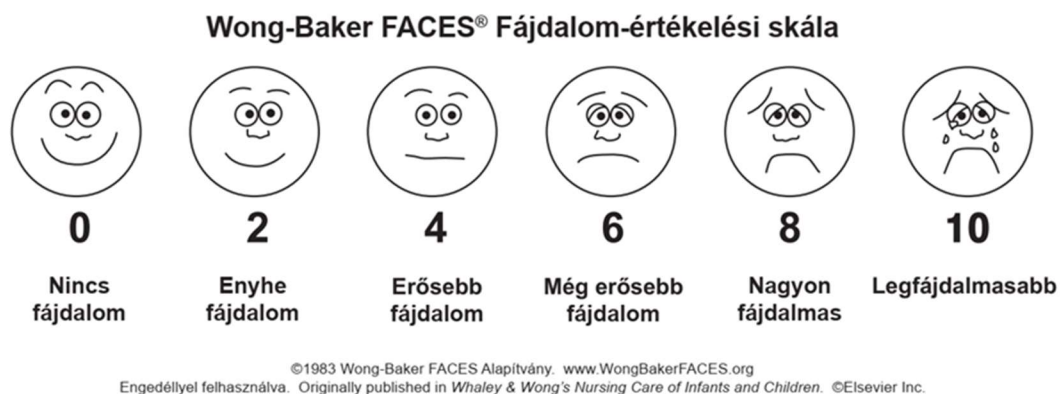 Wong-Baker FACES® Fájdalom-értékelési skála
0 2 4 6 8 10
Nincs fájdalom
Enyhe fájdalom
Erősebb fájdalom
Még erősebb fájdalom
Nagyon fájdalmas
Legfájdalmasabb
©1983 Wong-Baker FACES Alapítvány. www.WongBakerFACES.org
Engedéllyel felhasználva. Originally published in Whaley & Wong's Nursing Care of Infants and Children. ©Elsevier Inc.